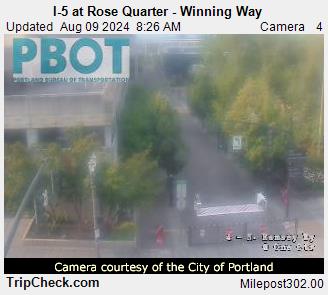 I-5 at Rose Quarter - Winning Way
Updated Aug 09 2024 8:26 AM Camera 4
PBOT
PORTLAND BUREAU OF TRANSPORTATION
Camera courtesy of the City of Portland
TripCheck.com Milepost302.00